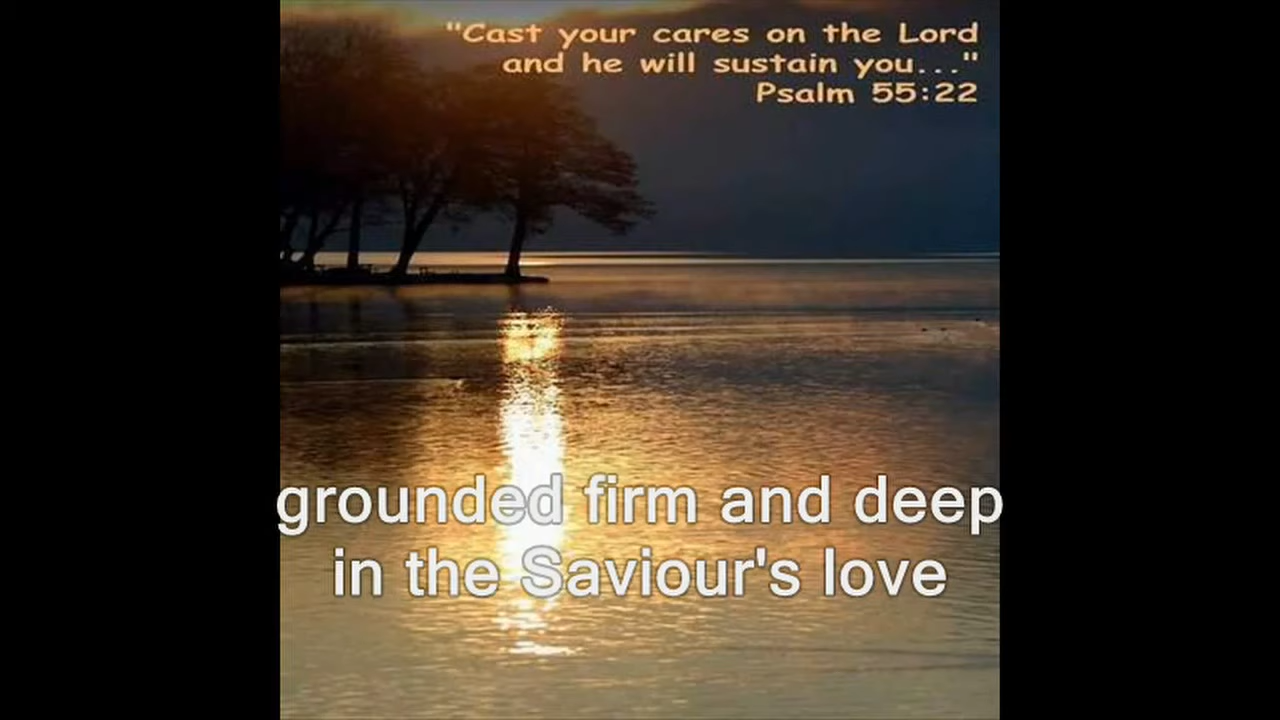 "Cast your cares on the Lord
and he will sustain you..."
Psalm 55:22
grounded firm and deep
in the Saviour's love